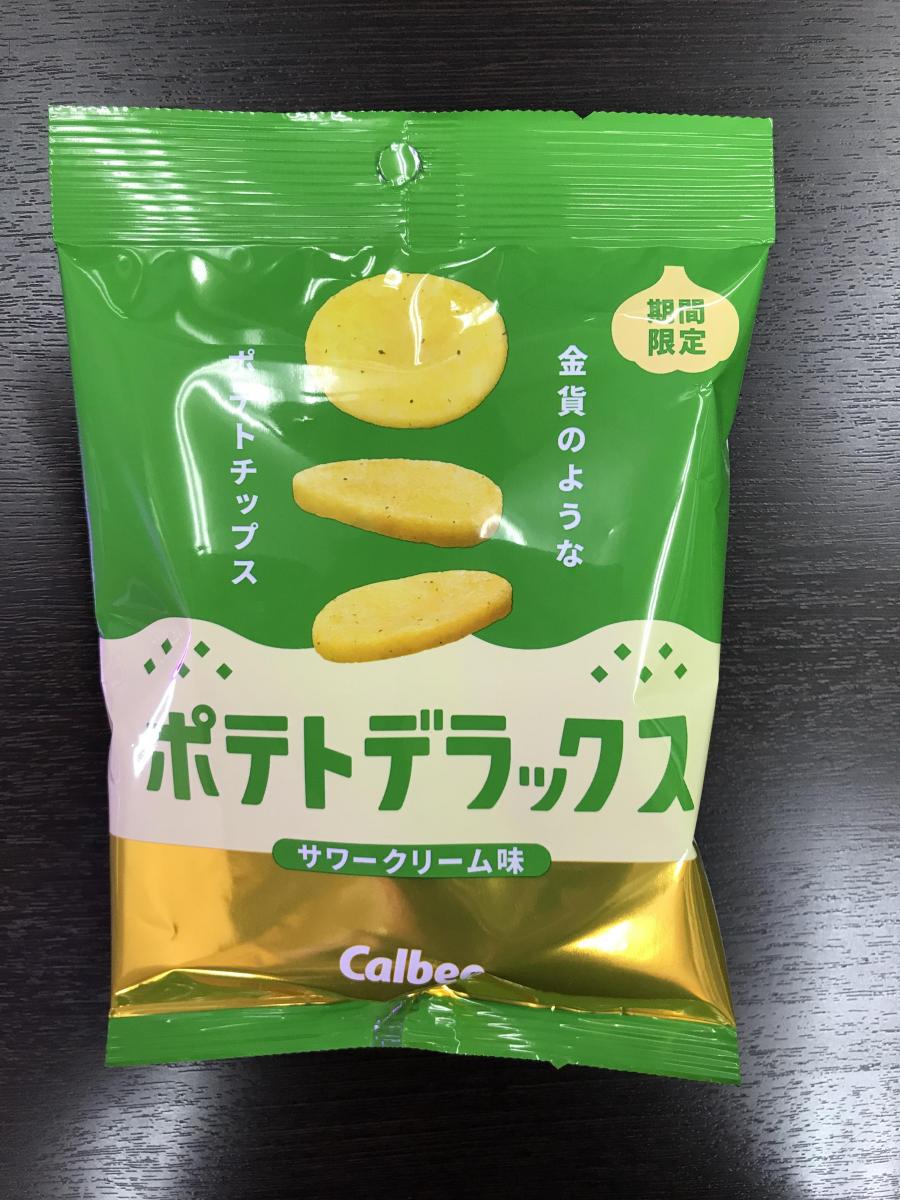 期間
限定
金貨のような
ポテトチップス
ポテトデラックス
サワークリーム味
Calbee